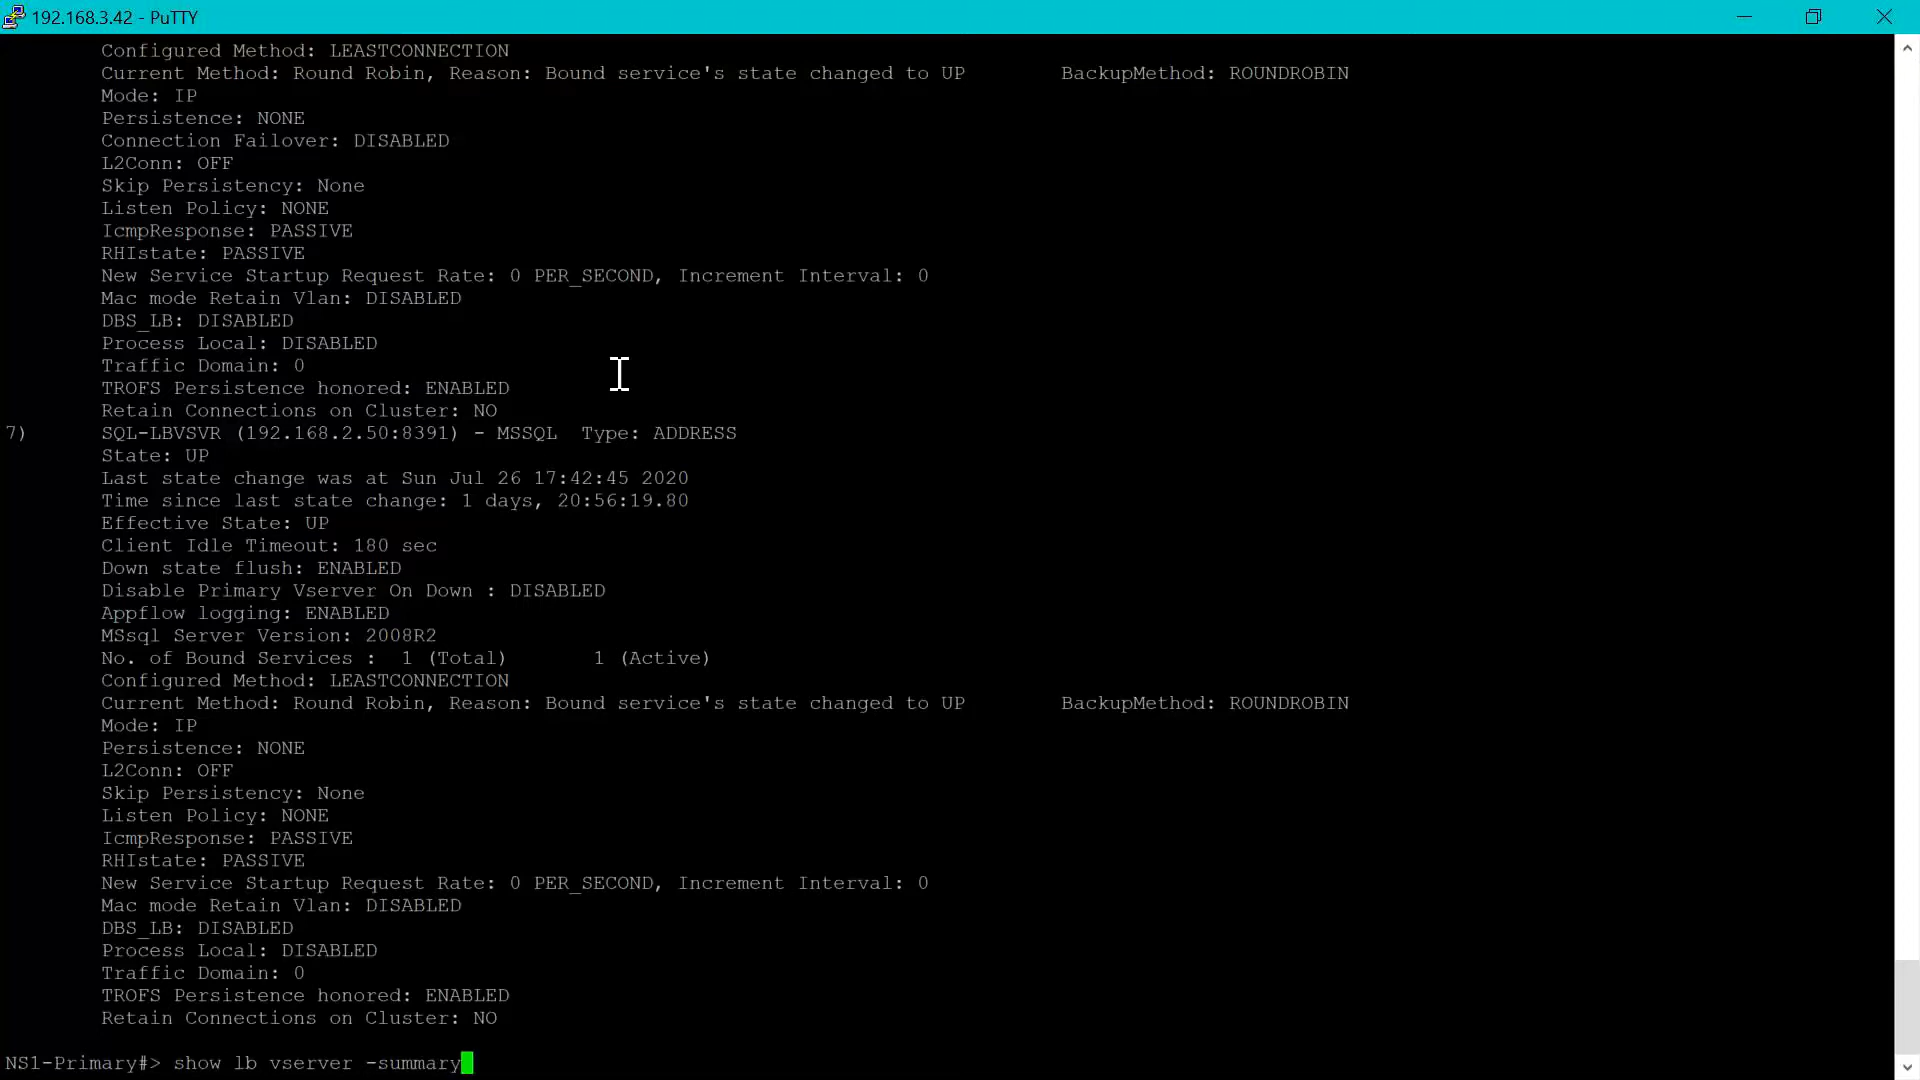 192.168.3.42 - PuTTY
Configured Method: LEASTCONNECTION
Current Method: Round Robin, Reason: Bound service's state changed to UP        BackupMethod: ROUNDROBIN
Mode: IP
Persistence: NONE
Connection Failover: DISABLED
L2Conn: OFF
Skip Persistency: None
Listen Policy: NONE
IcmpResponse: PASSIVE
RHIstate: PASSIVE
New Service Startup Request Rate: 0 PER_SECOND, Increment Interval: 0
Mac mode Retain Vlan: DISABLED
DBS_LB: DISABLED
Process Local: DISABLED
Traffic Domain: 0
TROFS Persistence honored: ENABLED
Retain Connections on Cluster: NO
7)      SQL-LBVSVR (192.168.2.50:8391) - MSSQL  Type: ADDRESS
State: UP
Last state change was at Sun Jul 26 17:42:45 2020
Time since last state change: 1 days, 20:56:19.80
Effective State: UP
Client Idle Timeout: 180 sec
Down state flush: ENABLED
Disable Primary Vserver On Down : DISABLED
Appflow logging: ENABLED
MSsql Server Version: 2008R2
No. of Bound Services :  1 (Total)       1 (Active)
Configured Method: LEASTCONNECTION
Current Method: Round Robin, Reason: Bound service's state changed to UP        BackupMethod: ROUNDROBIN
Mode: IP
Persistence: NONE
L2Conn: OFF
Skip Persistency: None
Listen Policy: NONE
IcmpResponse: PASSIVE
RHIstate: PASSIVE
New Service Startup Request Rate: 0 PER_SECOND, Increment Interval: 0
Mac mode Retain Vlan: DISABLED
DBS_LB: DISABLED
Process Local: DISABLED
Traffic Domain: 0
TROFS Persistence honored: ENABLED
Retain Connections on Cluster: NO
NS1-Primary#> show lb vserver -summary